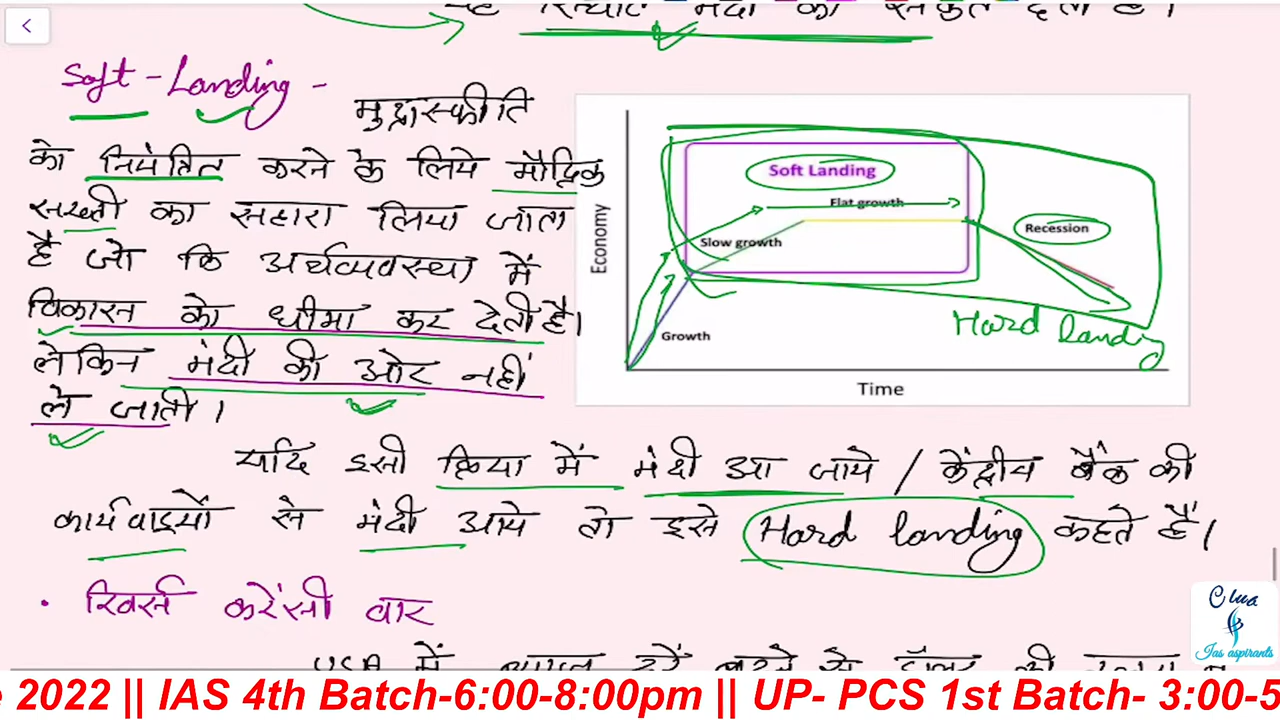 Soft-Landing -
मुद्रास्फीति
को नियंत्रित करने के लिये मौद्रिक
सख्ती का सहारा लिया जाता
है जो कि अर्थव्यवस्था में
विकास को धीमा कर देती है।
लेकिन मंदी की ओर नहीं
ले जाती।
Economy
Soft Landing
Flat growth
Slow growth
Recession
Growth
Hard landing
Time
यदि इसी क्रिया में मंदी आ जाये / केंद्रीय बैंक की
कार्यवाइयों से मंदी आये तो इसे Hard landing कहते हैं।
• रिवर्स करेंसी वार
Clue
Ias aspirants
2022 || IAS 4th Batch-6:00-8:00pm || UP- PCS 1st Batch- 3:00-5